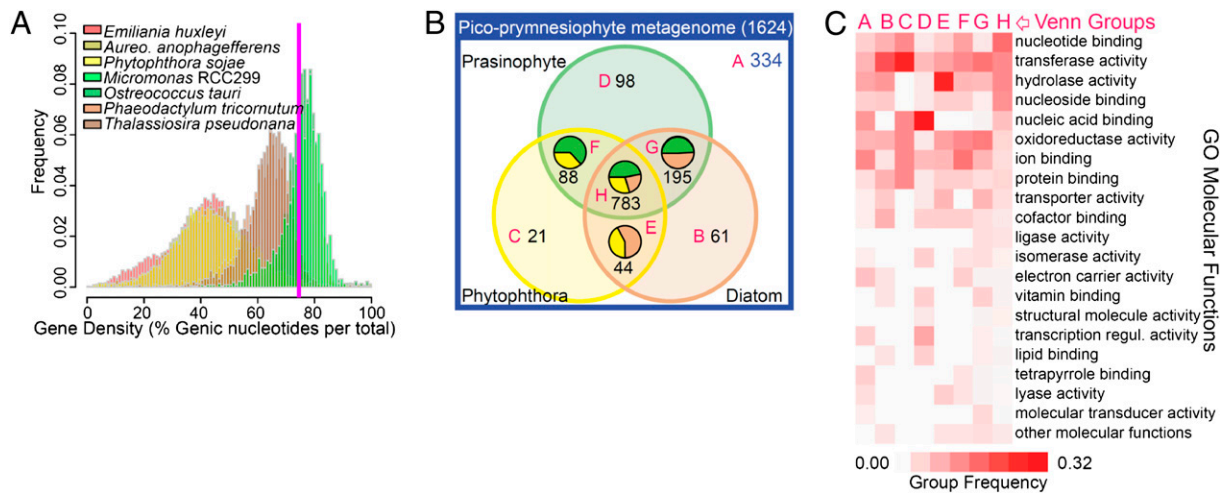 A
Emiliania huxleyi
Aureo. anophagefferens
Phytophthora sojae
Micromonas RCC299
Ostreococcus tauri
Phaeodactylum tricornutum
Thalassiosira pseudonana
Frequency
0.10
0.08
0.06
0.04
0.02
0.00
0 20 40 60 80 100
Gene Density (% Genic nucleotides per total)
B
Pico-prymnesiophyte metagenome (1624)
Prasinophyte
A 334
D 98
F
88
G
195
H
783
C 21
E
44
B 61
Phytophthora
Diatom
C
A B C D E F G H ⇦ Venn Groups
nucleotide binding
transferase activity
hydrolase activity
nucleoside binding
nucleic acid binding
oxidoreductase activity
ion binding
protein binding
transporter activity
cofactor binding
ligase activity
isomerase activity
electron carrier activity
vitamin binding
structural molecule activity
transcription regul. activity
lipid binding
tetrapyrrole binding
lyase activity
molecular transducer activity
other molecular functions
GO Molecular Functions
0.00 0.32
Group Frequency